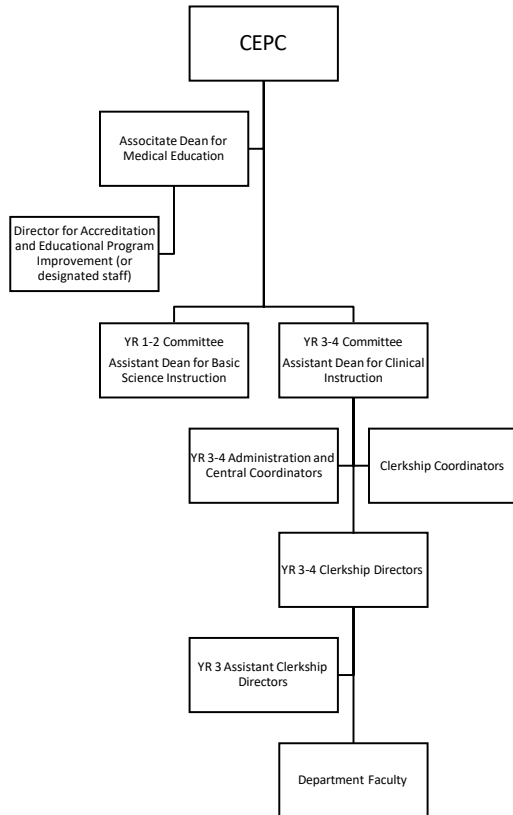 CEPC
Associtate Dean for
Medical Education
Director for Accreditation
and Educational Program
Improvement (or
designated staff)
YR 1-2 Committee
Assistant Dean for Basic
Science Instruction
YR 3-4 Committee
Assistant Dean for Clinical
Instruction
YR 3-4 Administration and
Central Coordinators
Clerkship Coordinators
YR 3-4 Clerkship Directors
YR 3 Assistant Clerkship
Directors
Department Faculty